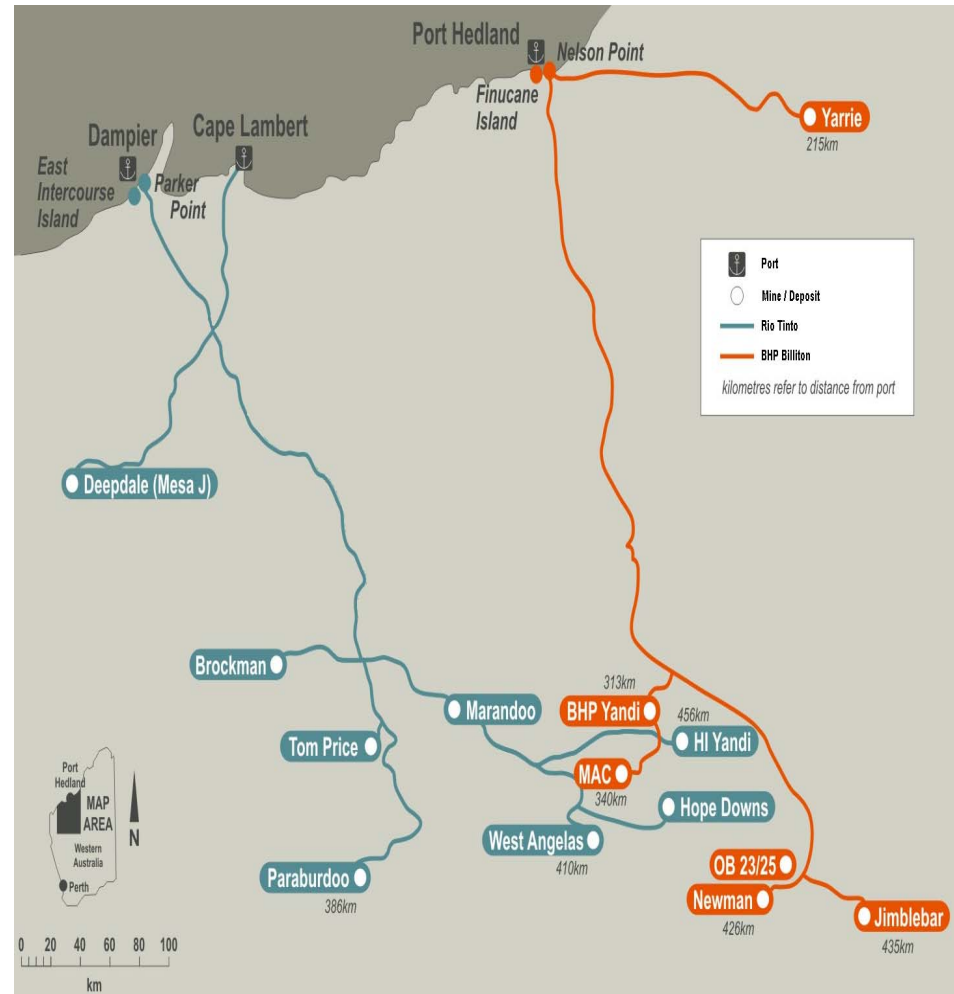 Port Hedland
Nelson Point
Finucane
Island
Yarrie
215km
Cape Lambert
Dampier
East
Intercourse
Island
Parker
Point
Port
Mine / Deposit
Rio Tinto
BHP Billiton
kilometres refer to distance from port
Deepdale (Mesa J)
Brockman
Marandoo
313km
BHP Yandi
456km
HI Yandi
Tom Price
MAC
340km
Hope Downs
West Angelas
410km
Paraburdoo
386km
OB 23/25
Newman
426km
Jimblebar
435km
Port
Hedland
MAP
AREA
Western
Australia
Perth
N
0 20 40 60 80 100
km